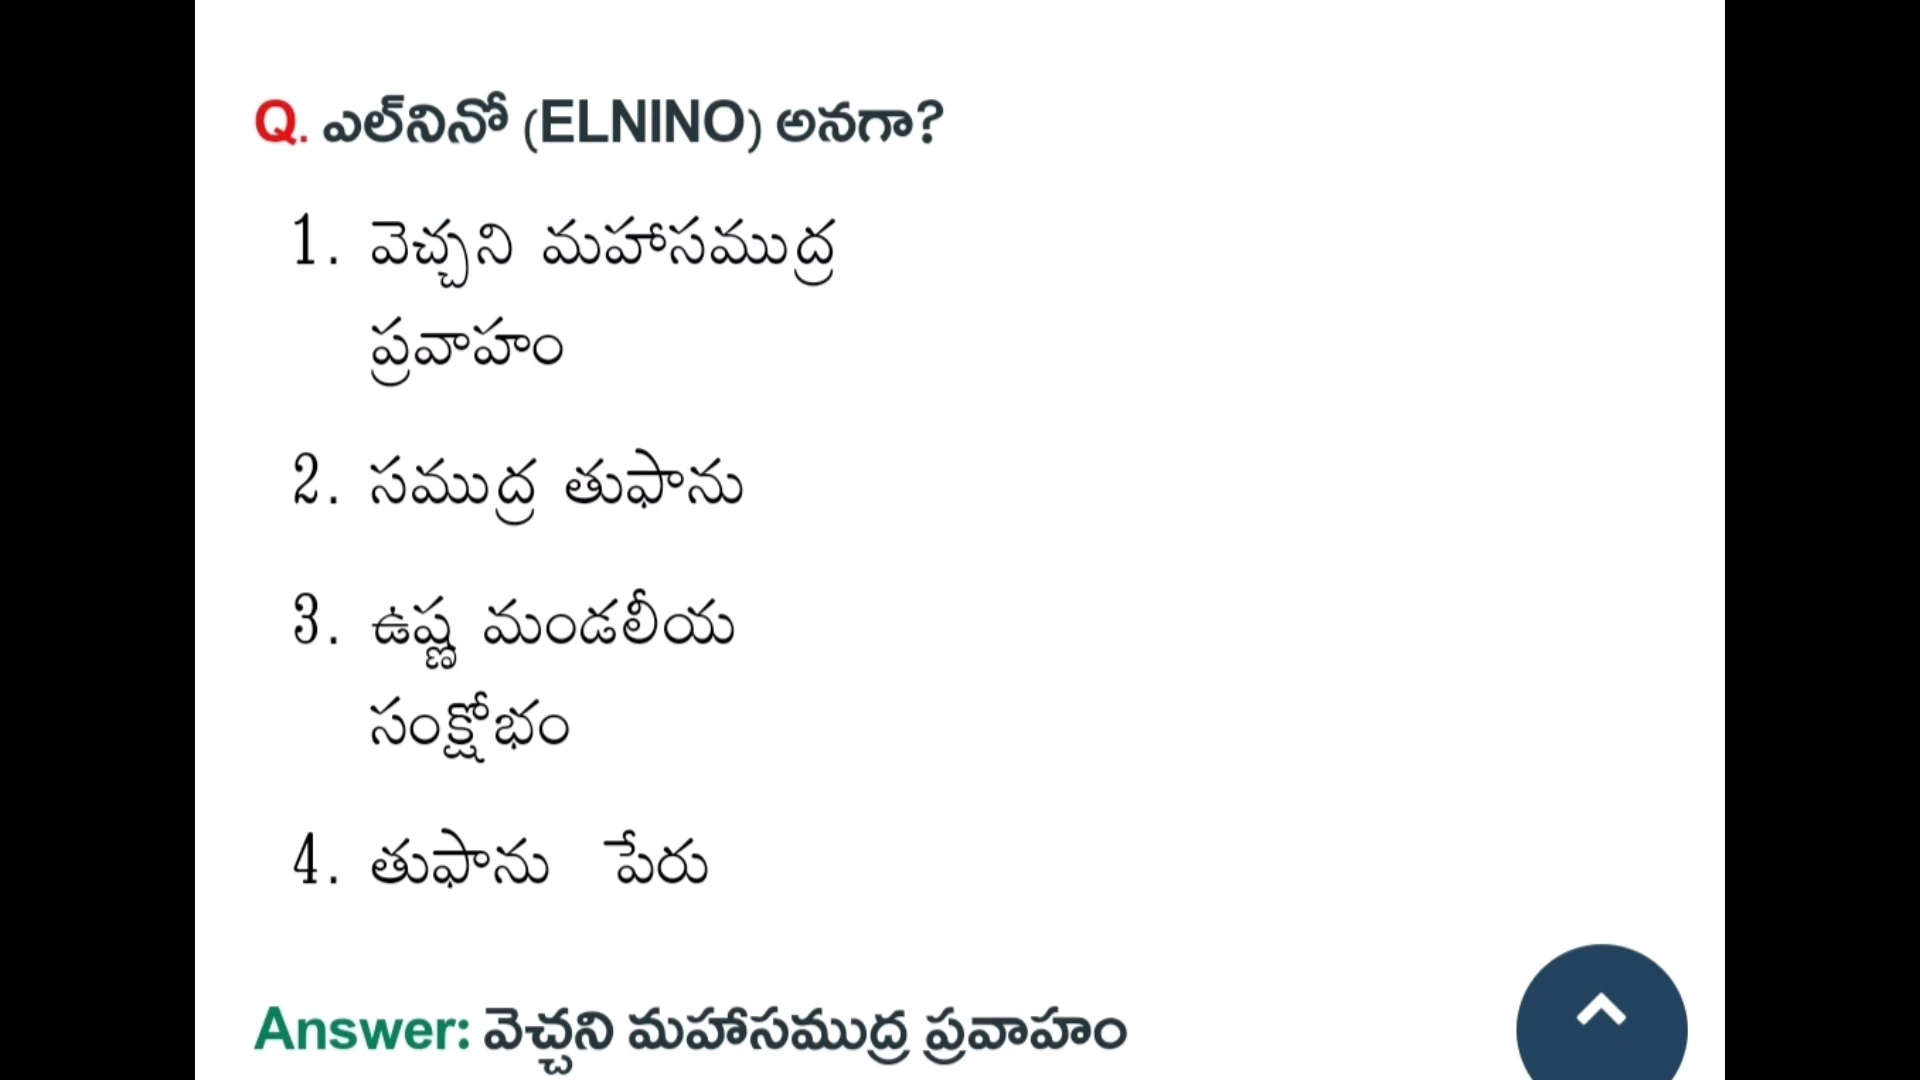 Q. ఎల్‌నినో (ELNINO) అనగా?
1. వెచ్చని మహాసముద్ర
ప్రవాహం
2. సముద్ర తుఫాను
3. ఉష్ణ మండలీయ
సంక్షోభం
4. తుఫాను పేరు
Answer: వెచ్చని మహాసముద్ర ప్రవాహం